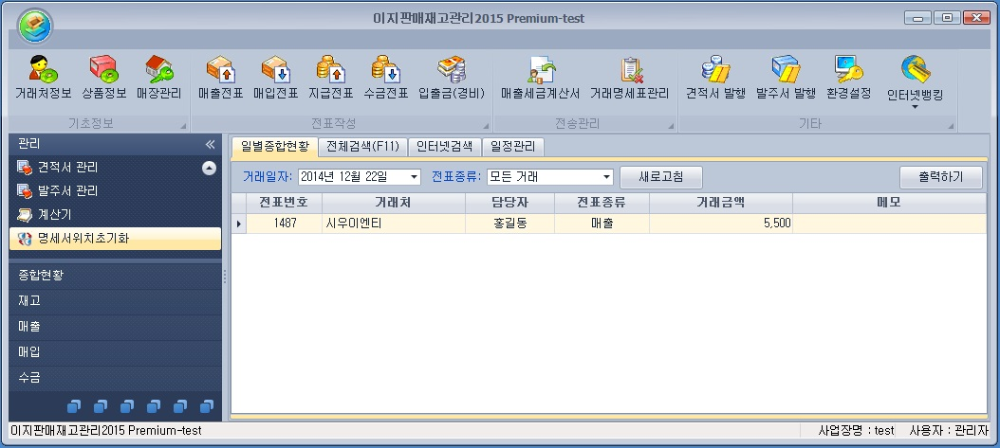 이지판매재고관리2015 Premium-test
거래처정보 상품정보 매장관리 매출전표 매입전표 지급전표 수금전표 입출금(경비) 매출세금계산서 거래명세표관리 견적서 발행 발주서 발행 환경설정 인터넷뱅킹
기초정보 전표작성 전송관리 기타
관리
견적서 관리
발주서 관리
계산기
명세서위치초기화
종합현황
재고
매출
매입
수금
일별종합현황 전체검색(F11) 인터넷검색 일정관리
거래일자: 2014년 12월 22일 전표종류: 모든 거래 새로고침 출력하기
전표번호 거래처 담당자 전표종류 거래금액 메모
1487 시우이엔티 홍길동 매출 5,500
이지판매재고관리2015 Premium-test 사업장명 : test 사용자 : 관리자